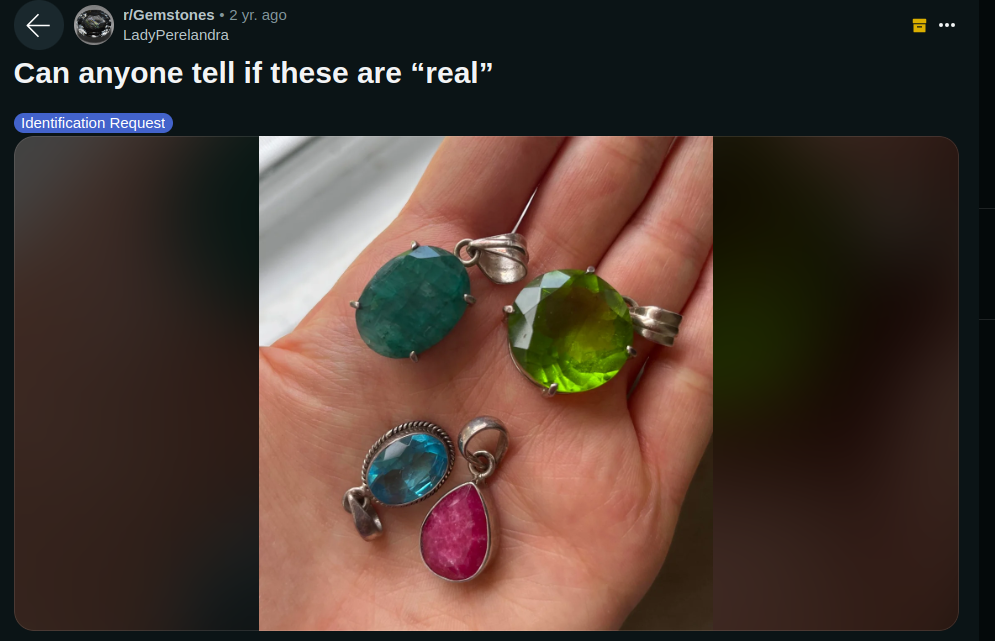 r/Gemstones • 2 yr. ago
LadyPerelandra
Can anyone tell if these are “real”
Identification Request